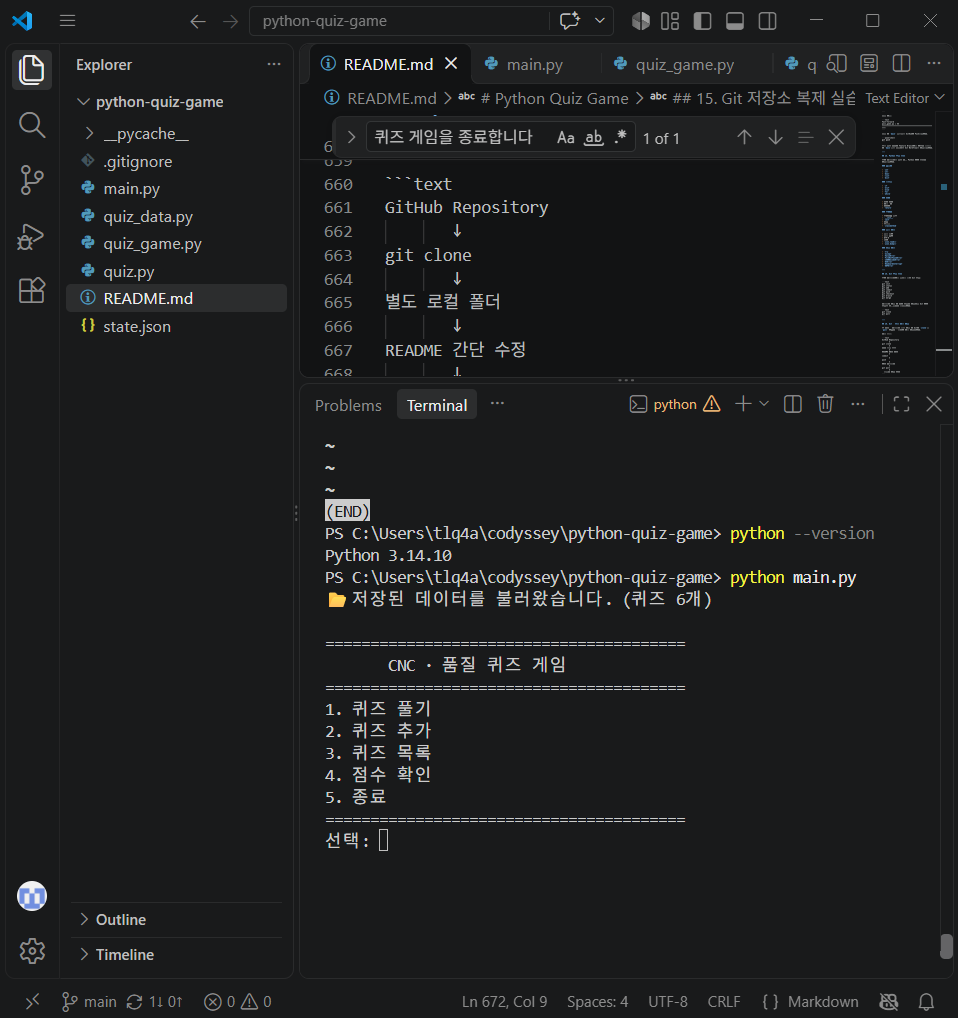 python-quiz-game
Explorer
python-quiz-game
__pycache__
.gitignore
main.py
quiz_data.py
quiz_game.py
quiz.py
README.md
state.json
Outline
Timeline
README.md
main.py
quiz_game.py
q
README.md > # Python Quiz Game > ## 15. Git 저장소 복제 실습
Text Editor
퀴즈 게임을 종료합니다
Aa ab .*
1 of 1
659
660 ```text
661 GitHub Repository
662 ↓
663 git clone
664 ↓
665 별도 로컬 폴더
666 ↓
667 README 간단 수정
668 ↓
Problems
Terminal
python
~
~
~
(END)
PS C:\Users\tlq4a\codyssey\python-quiz-game> python --version
Python 3.14.10
PS C:\Users\tlq4a\codyssey\python-quiz-game> python main.py
📂 저장된 데이터를 불러왔습니다. (퀴즈 6개)
========================================
CNC · 품질 퀴즈 게임
========================================
1. 퀴즈 풀기
2. 퀴즈 추가
3. 퀴즈 목록
4. 점수 확인
5. 종료
========================================
선택:
main 1↓ 0↑ 0 0
Ln 672, Col 9
Spaces: 4
UTF-8
CRLF
{ } Markdown